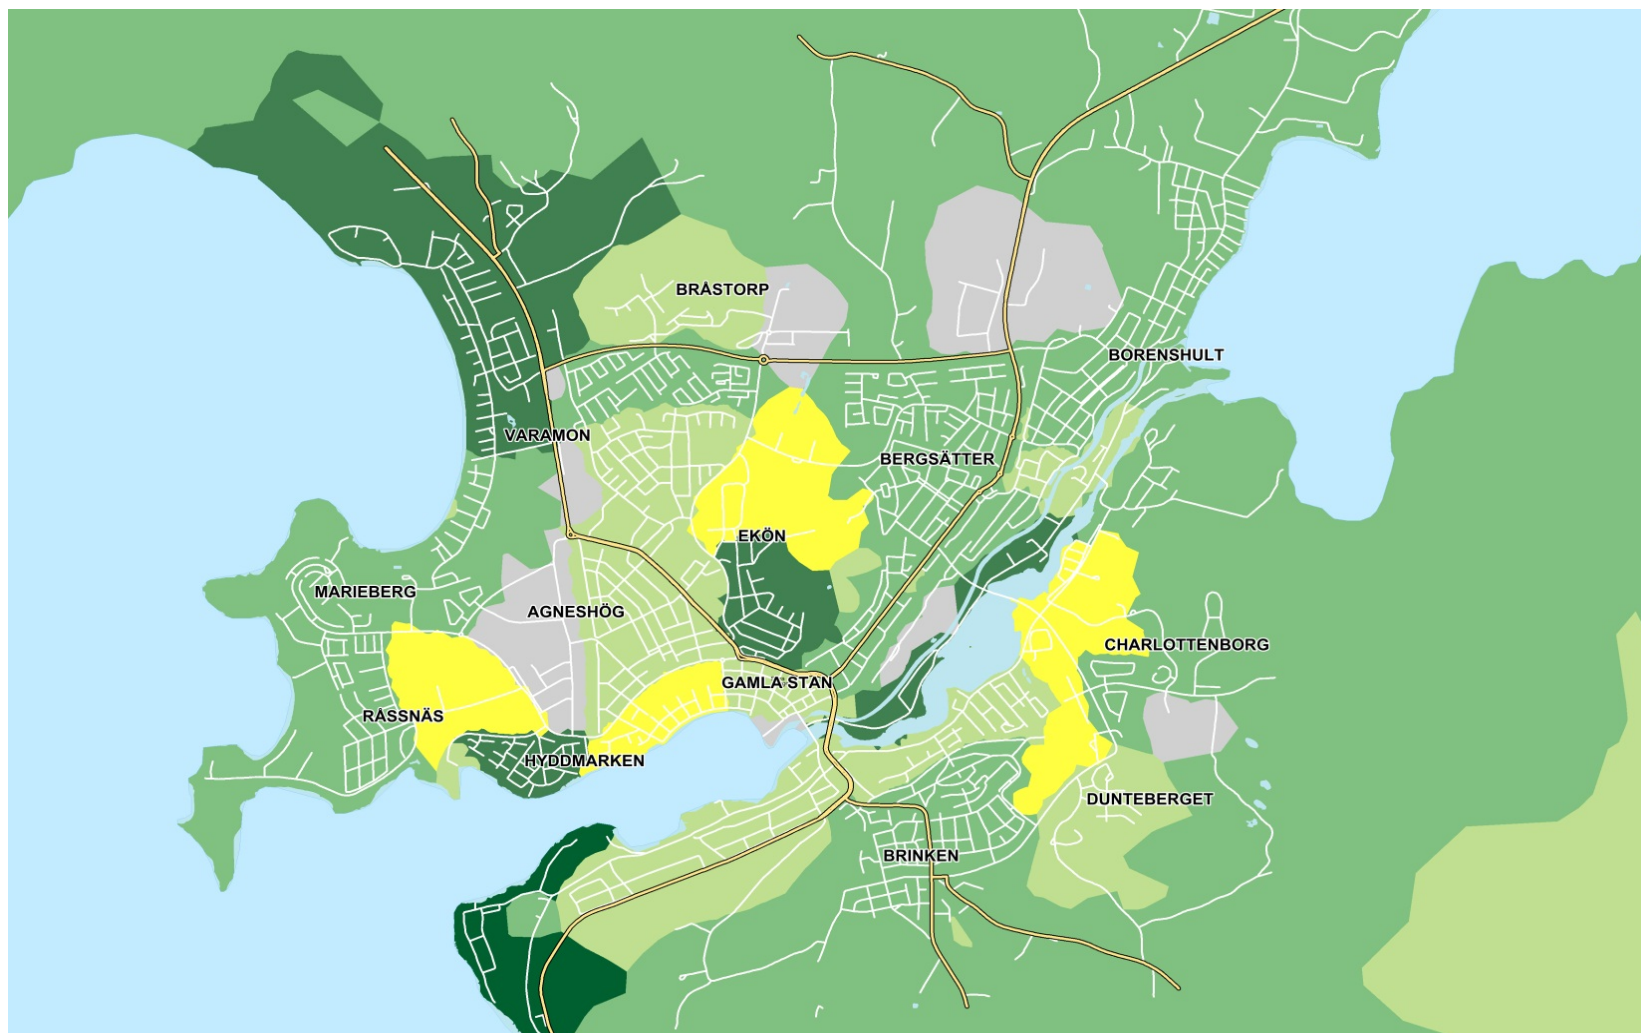 BRÅSTORP
BORENSHULT
VARAMON
BERGSÄTTER
EKÖN
MARIEBERG
AGNESHÖG
CHARLOTTENBORG
GAMLA STAN
RÅSSNÄS
HYDDMARKEN
DUNTEBERGET
BRINKEN